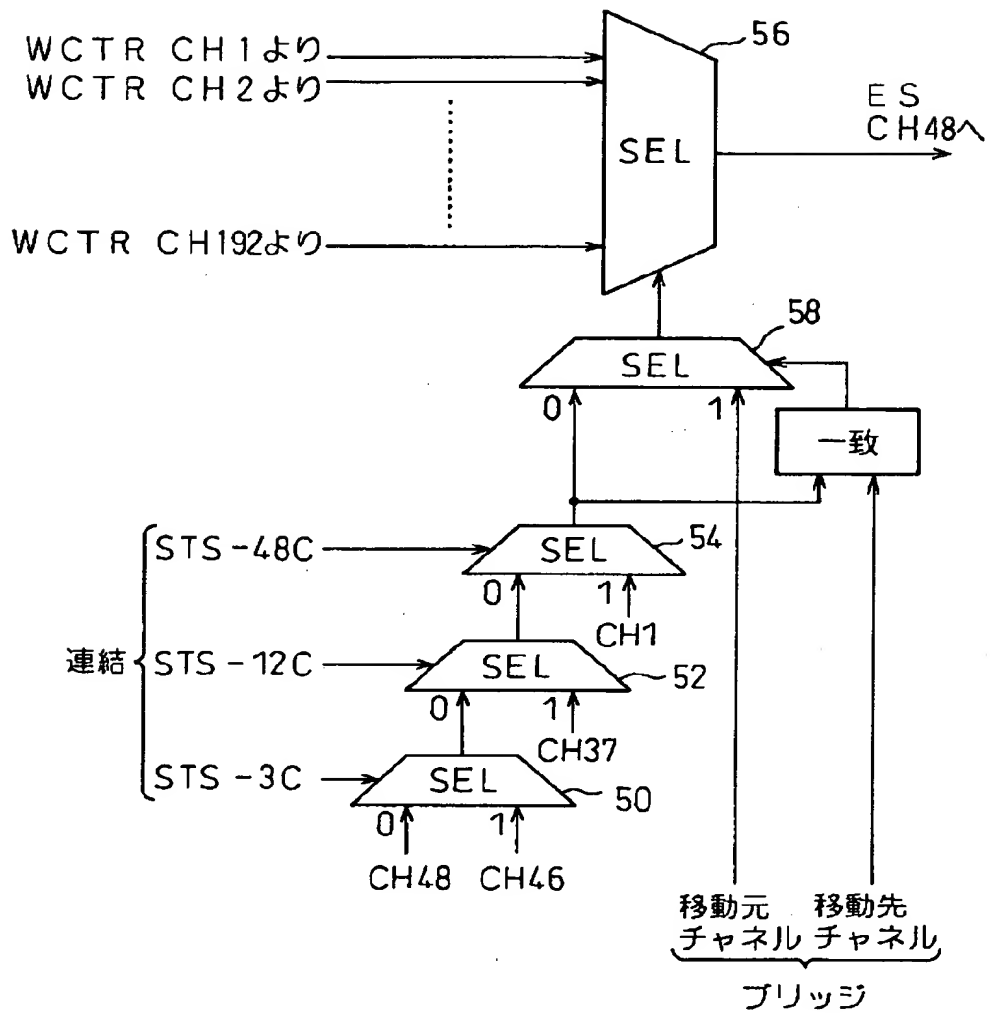 WCTR CH1より
WCTR CH2より
WCTR CH192より
SEL
56
ES
CH48へ
SEL
58
0
1
一致
連結
STS-48C
SEL
54
0
1
CH1
STS-12C
SEL
52
0
1
CH37
STS-3C
SEL
50
0
1
CH48
CH46
移動元
チャネル
移動先
チャネル
ブリッジ